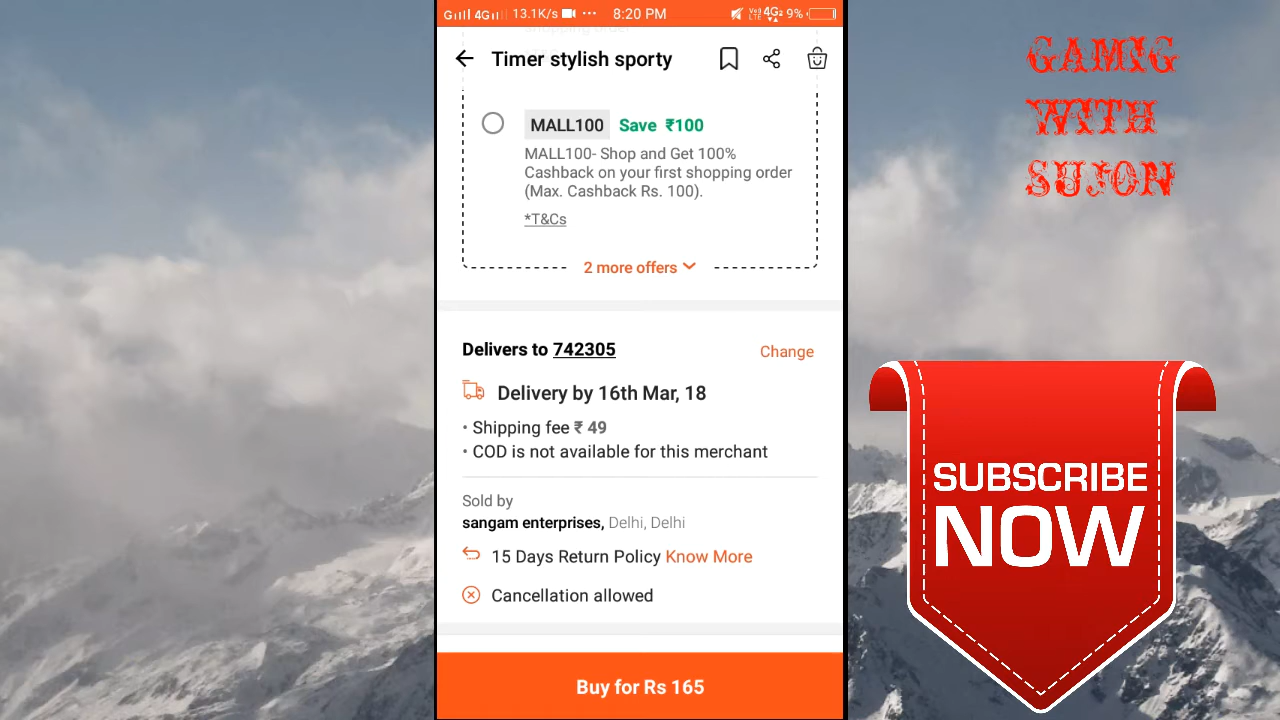 4G 13.1K/s ... 8:20 PM 4G 9%
Timer stylish sporty
MALL100 Save ₹100
MALL100- Shop and Get 100%
Cashback on your first shopping order
(Max. Cashback Rs. 100).
*T&Cs
2 more offers
Delivers to 742305 Change
Delivery by 16th Mar, 18
• Shipping fee ₹ 49
• COD is not available for this merchant
Sold by
sangam enterprises, Delhi, Delhi
15 Days Return Policy Know More
Cancellation allowed
Buy for Rs 165
GAMIG
WITH
SUJON
SUBSCRIBE
NOW